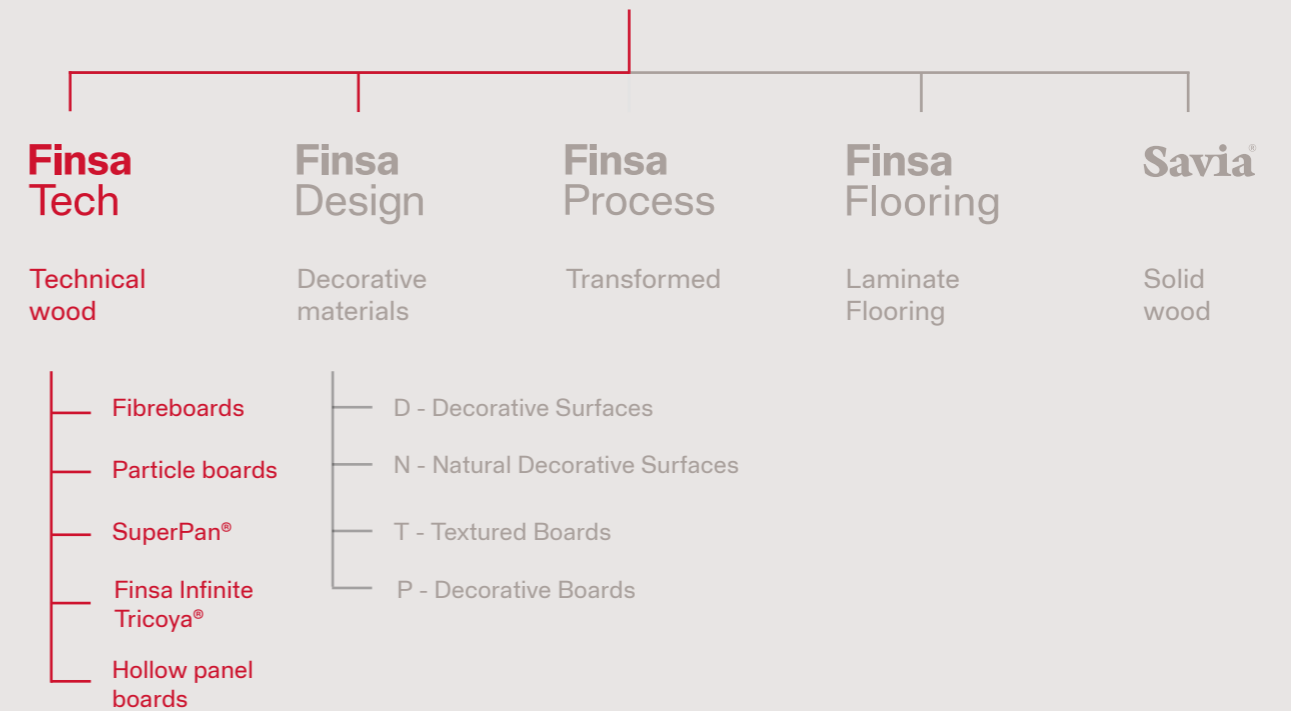 Finsa
Tech
Finsa
Design
Finsa
Process
Finsa
Flooring
Savia®
Technical
wood
Decorative
materials
Transformed
Laminate
Flooring
Solid
wood
Fibreboards
Particle boards
SuperPan®
Finsa Infinite
Tricoya®
Hollow panel
boards
D - Decorative Surfaces
N - Natural Decorative Surfaces
T - Textured Boards
P - Decorative Boards